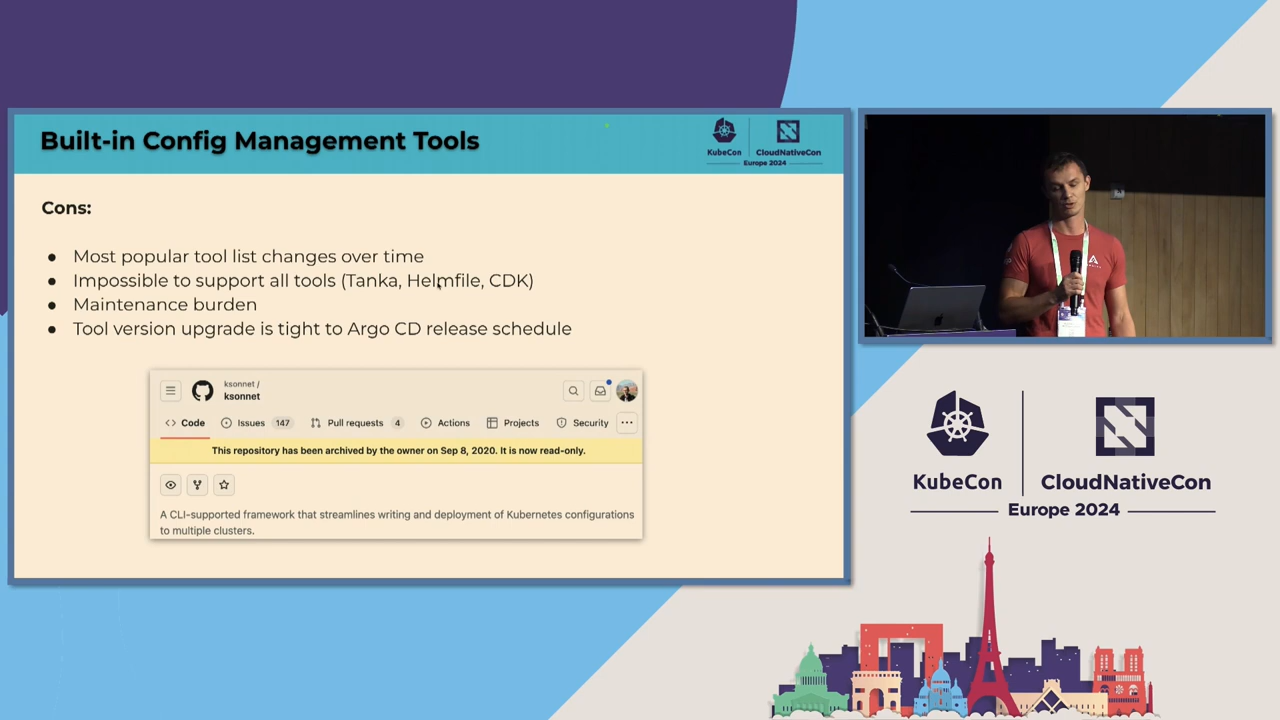 Built-in Config Management Tools
KubeCon
CloudNativeCon
Europe 2024
Cons:
● Most popular tool list changes over time
● Impossible to support all tools (Tanka, Helmfile, CDK)
● Maintenance burden
● Tool version upgrade is tight to Argo CD release schedule
ksonnet /
ksonnet
Code Issues 147 Pull requests 4 Actions Projects Security
This repository has been archived by the owner on Sep 8, 2020. It is now read-only.
A CLI-supported framework that streamlines writing and deployment of Kubernetes configurations
to multiple clusters.
KubeCon
CloudNativeCon
Europe 2024